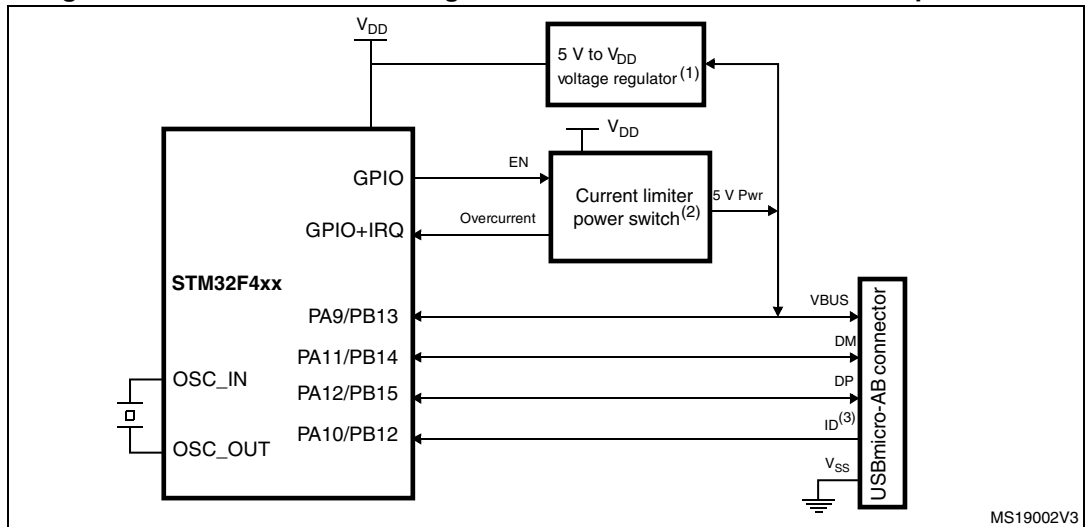 VDD
5 V to VDD
voltage regulator (1)
VDD
GPIO
EN
Current limiter
power switch(2)
5 V Pwr
GPIO+IRQ
Overcurrent
STM32F4xx
PA9/PB13
VBUS
PA11/PB14
DM
OSC_IN
PA12/PB15
DP
PA10/PB12
ID(3)
OSC_OUT
VSS
USBmicro-AB connector
MS19002V3